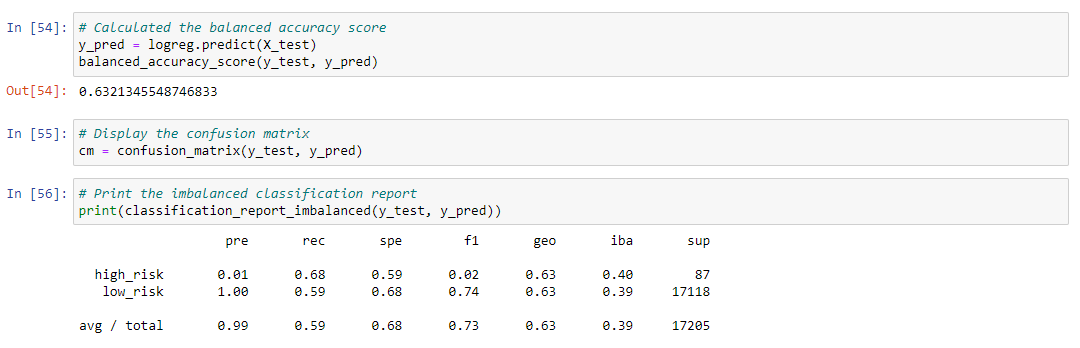 In [54]: # Calculated the balanced accuracy score
y_pred = logreg.predict(X_test)
balanced_accuracy_score(y_test, y_pred)
Out[54]: 0.6321345548746833
In [55]: # Display the confusion matrix
cm = confusion_matrix(y_test, y_pred)
In [56]: # Print the imbalanced classification report
print(classification_report_imbalanced(y_test, y_pred))
pre rec spe f1 geo iba sup
high_risk 0.01 0.68 0.59 0.02 0.63 0.40 87
low_risk 1.00 0.59 0.68 0.74 0.63 0.39 17118
avg / total 0.99 0.59 0.68 0.73 0.63 0.39 17205